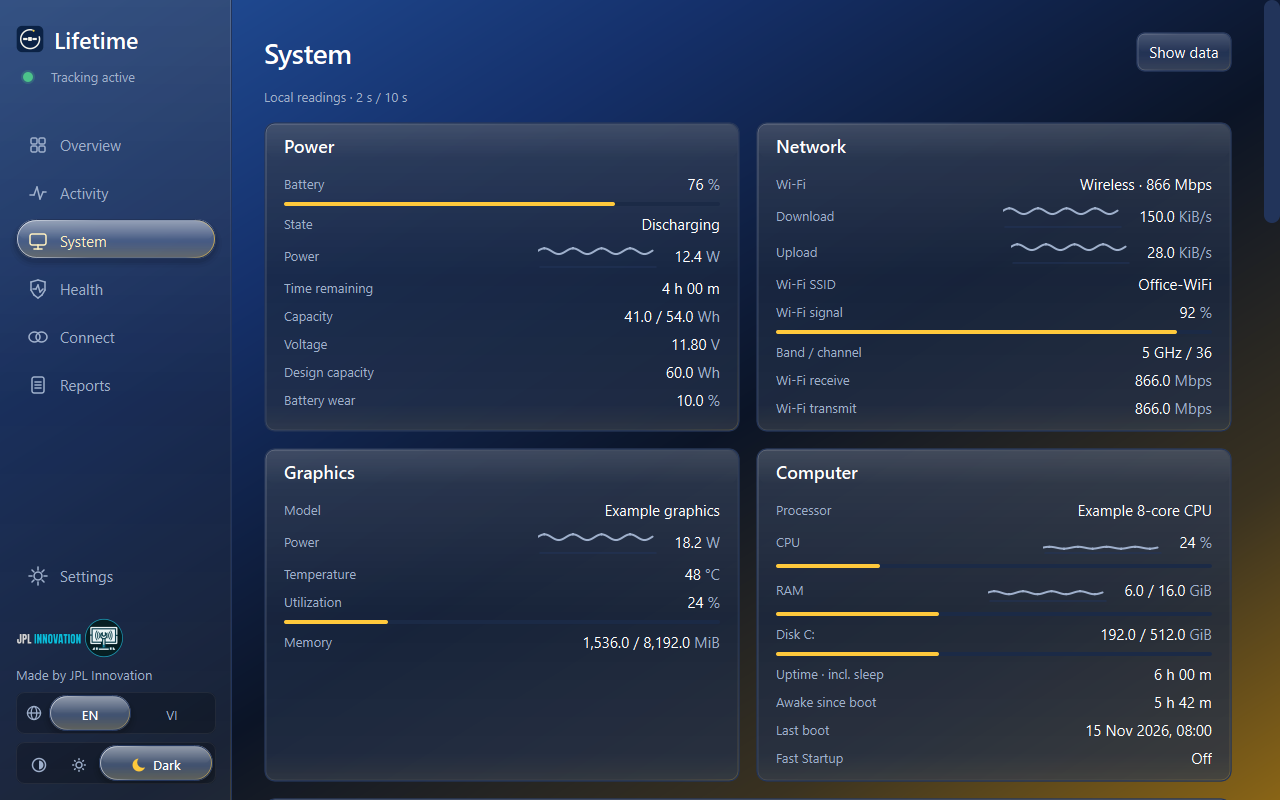 Lifetime
Tracking active
Overview
Activity
System
Health
Connect
Reports
Settings
JPL INNOVATION
Made by JPL Innovation
EN VI
Dark
System
Show data
Local readings · 2 s / 10 s
Power
Battery 76 %
State Discharging
Power 12.4 W
Time remaining 4 h 00 m
Capacity 41.0 / 54.0 Wh
Voltage 11.80 V
Design capacity 60.0 Wh
Battery wear 10.0 %
Network
Wi-Fi Wireless · 866 Mbps
Download 150.0 KiB/s
Upload 28.0 KiB/s
Wi-Fi SSID Office-WiFi
Wi-Fi signal 92 %
Band / channel 5 GHz / 36
Wi-Fi receive 866.0 Mbps
Wi-Fi transmit 866.0 Mbps
Graphics
Model Example graphics
Power 18.2 W
Temperature 48 °C
Utilization 24 %
Memory 1,536.0 / 8,192.0 MiB
Computer
Processor Example 8-core CPU
CPU 24 %
RAM 6.0 / 16.0 GiB
Disk C: 192.0 / 512.0 GiB
Uptime · incl. sleep 6 h 00 m
Awake since boot 5 h 42 m
Last boot 15 Nov 2026, 08:00
Fast Startup Off